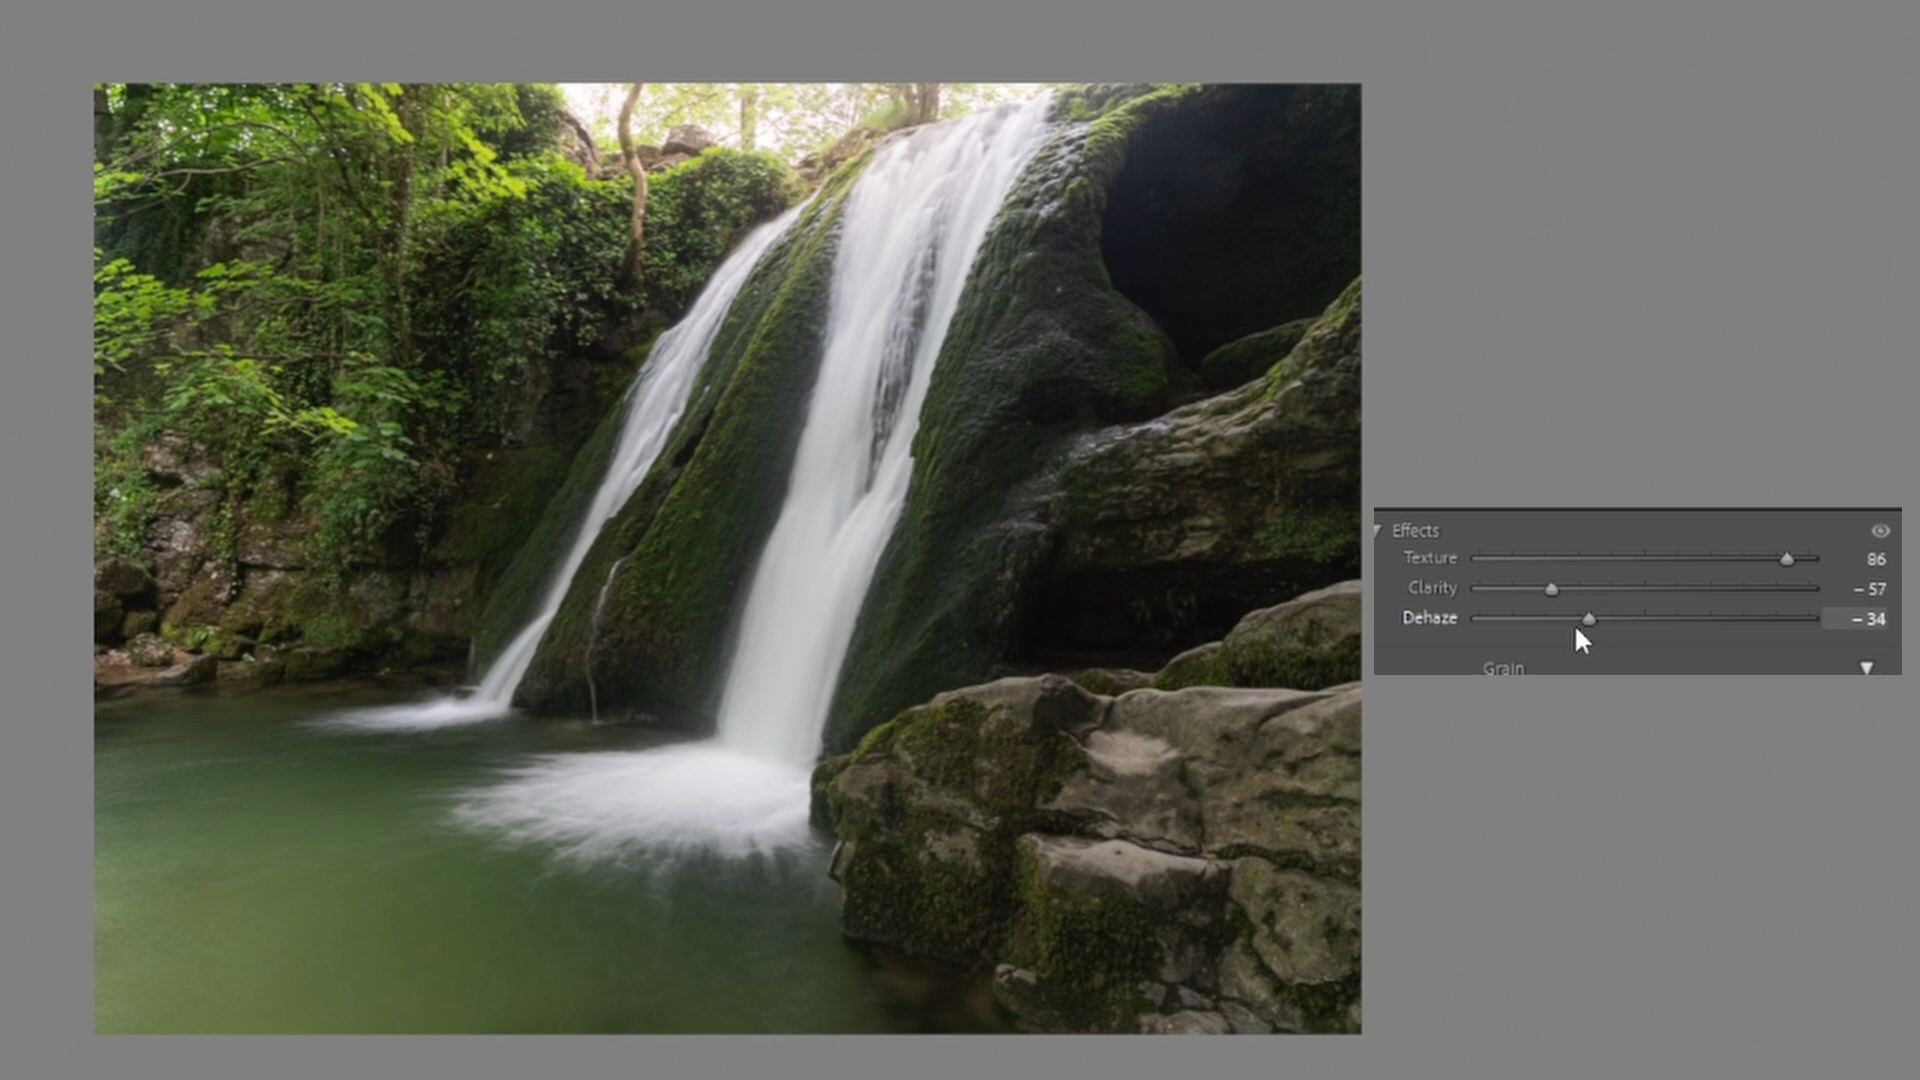 Effects
Texture 86
Clarity – 57
Dehaze – 34
Grain